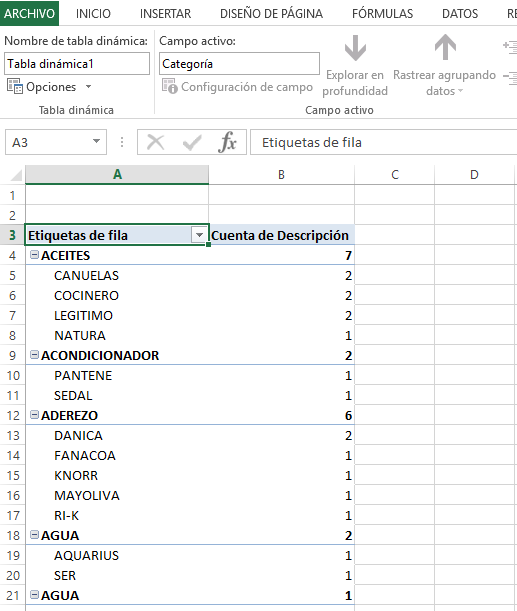 ARCHIVO INICIO INSERTAR DISEÑO DE PÁGINA FÓRMULAS DATOS RE
Nombre de tabla dinámica: Campo activo:
Tabla dinámica1 Categoría Explorar en profundidad Rastrear agrupando datos
Opciones Configuración de campo
Tabla dinámica Campo activo
A3 fx Etiquetas de fila
A B C D
1
2
3 Etiquetas de fila Cuenta de Descripción
4 ACEITES 7
5 CANUELAS 2
6 COCINERO 2
7 LEGITIMO 2
8 NATURA 1
9 ACONDICIONADOR 2
10 PANTENE 1
11 SEDAL 1
12 ADEREZO 6
13 DANICA 2
14 FANACOA 1
15 KNORR 1
16 MAYOLIVA 1
17 RI-K 1
18 AGUA 2
19 AQUARIUS 1
20 SER 1
21 AGUA 1